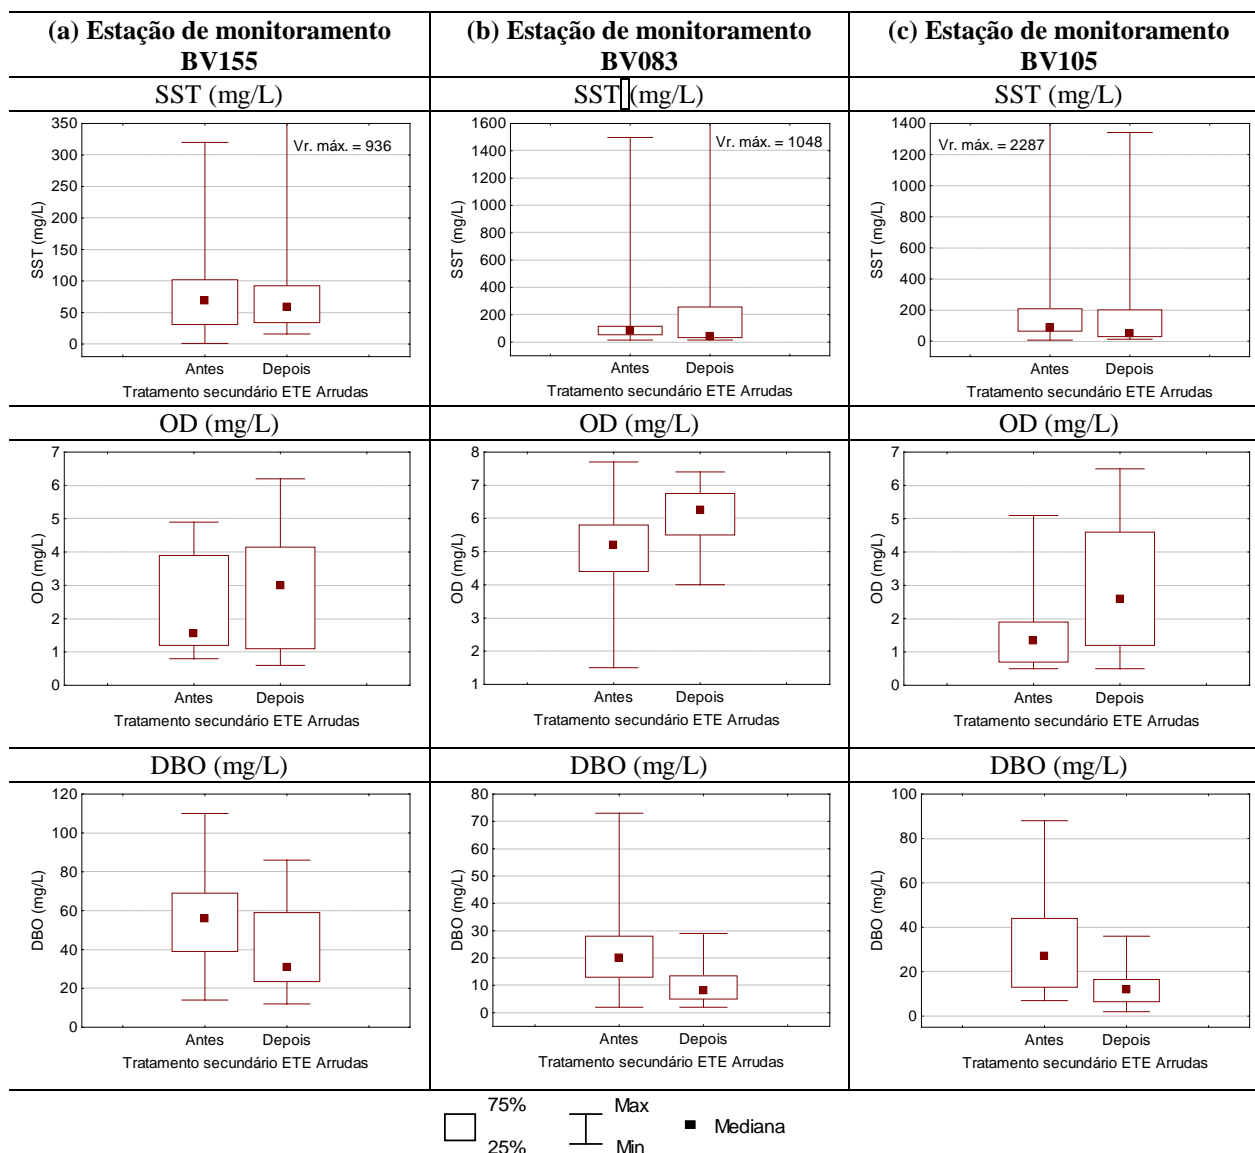 (a) Estação de monitoramento
BV155
(b) Estação de monitoramento
BV083
(c) Estação de monitoramento
BV105
SST (mg/L)
SST (mg/L)
SST (mg/L)
350
300
250
200
150
100
50
0
SST (mg/L)
Vr. máx. = 936
Antes Depois
Tratamento secundário ETE Arrudas
1600
1400
1200
1000
800
600
400
200
0
SST (mg/L)
Vr. máx. = 1048
Antes Depois
Tratamento secundário ETE Arrudas
1400
1200
1000
800
600
400
200
0
SST (mg/L)
Vr. máx. = 2287
Antes Depois
Tratamento secundário ETE Arrudas
OD (mg/L)
OD (mg/L)
OD (mg/L)
7
6
5
4
3
2
1
0
OD (mg/L)
Antes Depois
Tratamento secundário ETE Arrudas
8
7
6
5
4
3
2
1
OD (mg/L)
Antes Depois
Tratamento secundário ETE Arrudas
7
6
5
4
3
2
1
0
OD (mg/L)
Antes Depois
Tratamento secundário ETE Arrudas
DBO (mg/L)
DBO (mg/L)
DBO (mg/L)
120
100
80
60
40
20
0
DBO (mg/L)
Antes Depois
Tratamento secundário ETE Arrudas
80
70
60
50
40
30
20
10
0
DBO (mg/L)
Antes Depois
Tratamento secundário ETE Arrudas
100
80
60
40
20
0
DBO (mg/L)
Antes Depois
Tratamento secundário ETE Arrudas
75%
25%
Max
Min
Mediana